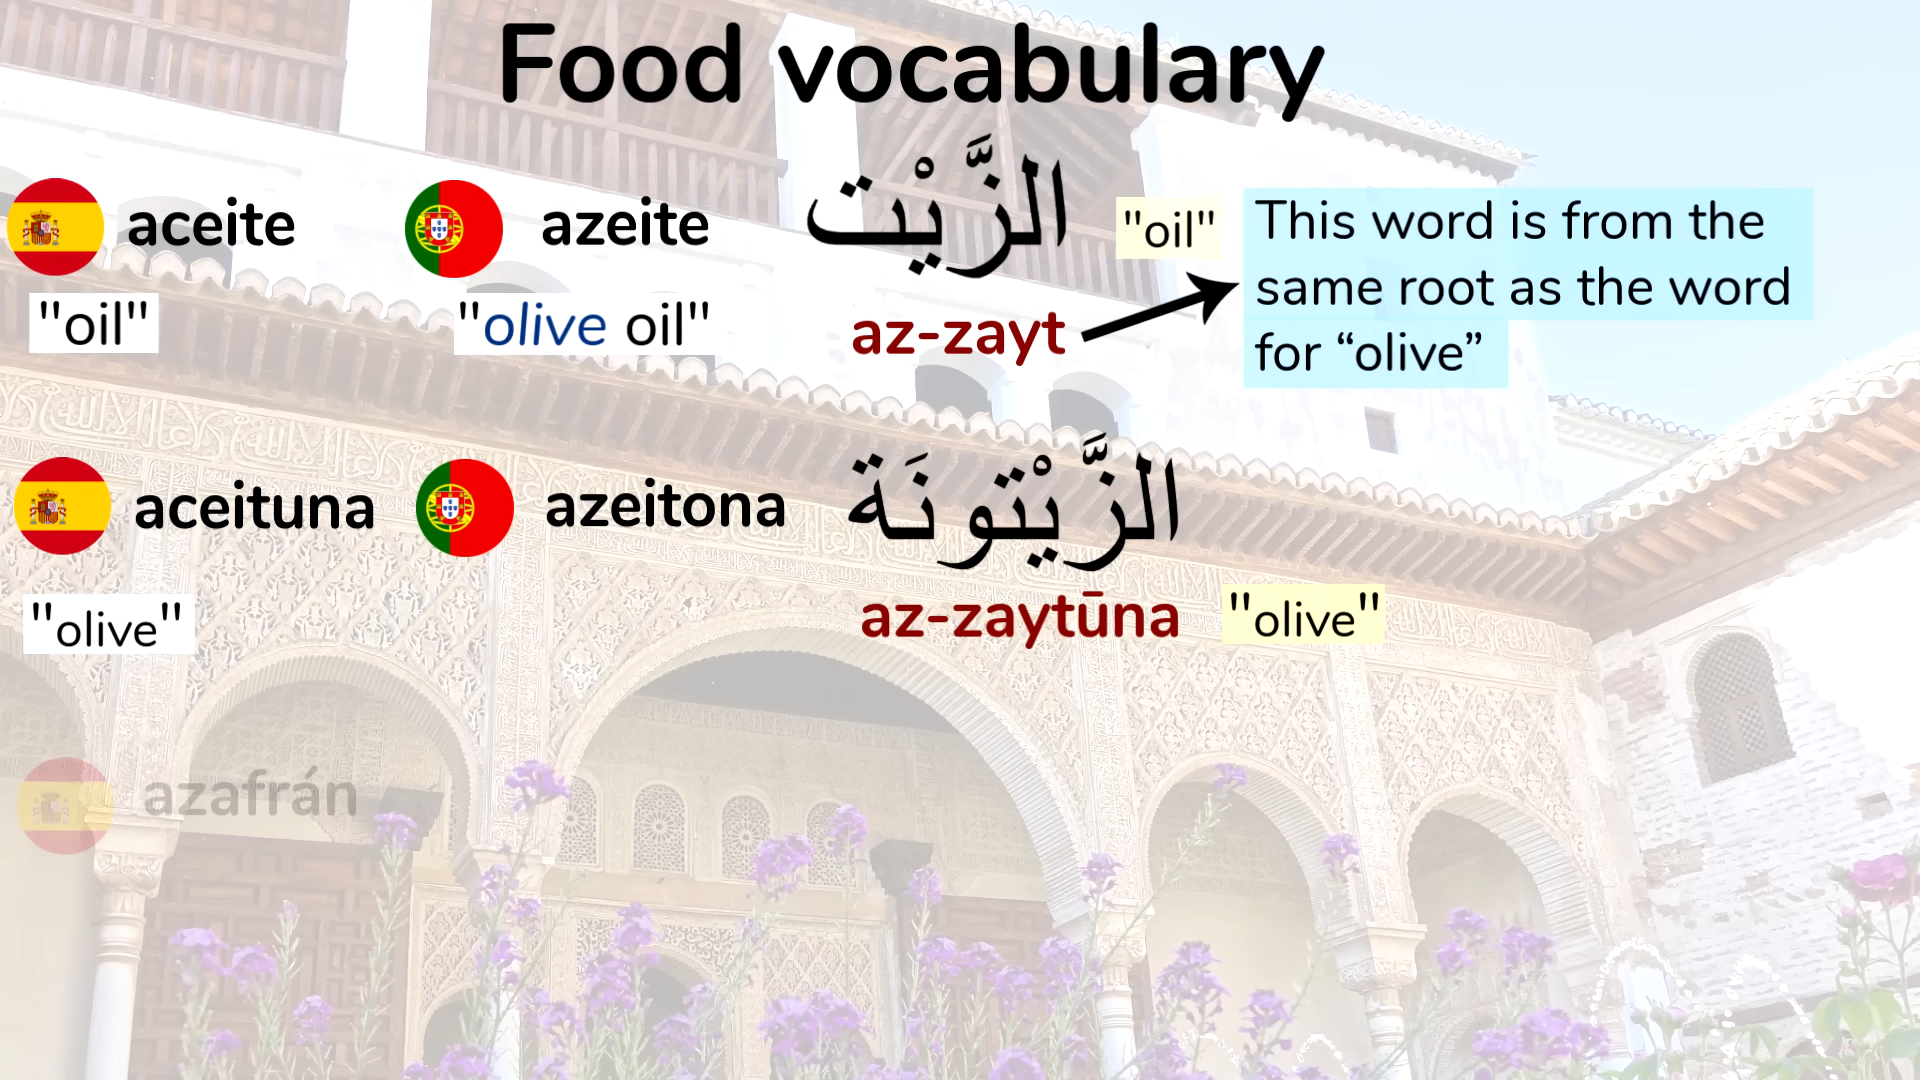 Food vocabulary
aceite
azeite
الزَّيْت
"oil"
This word is from the
same root as the word
for “olive”
"oil"
"olive oil"
az-zayt
aceituna
azeitona
الزَّيْتونَة
"olive"
az-zaytūna
"olive"
azafrán